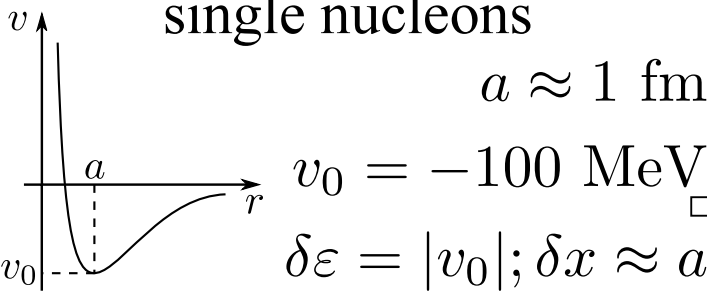 single nucleons
v
a ≈ 1 fm
a
v₀ = −100 MeV
r
v₀
δε = |v₀|; δx ≈ a